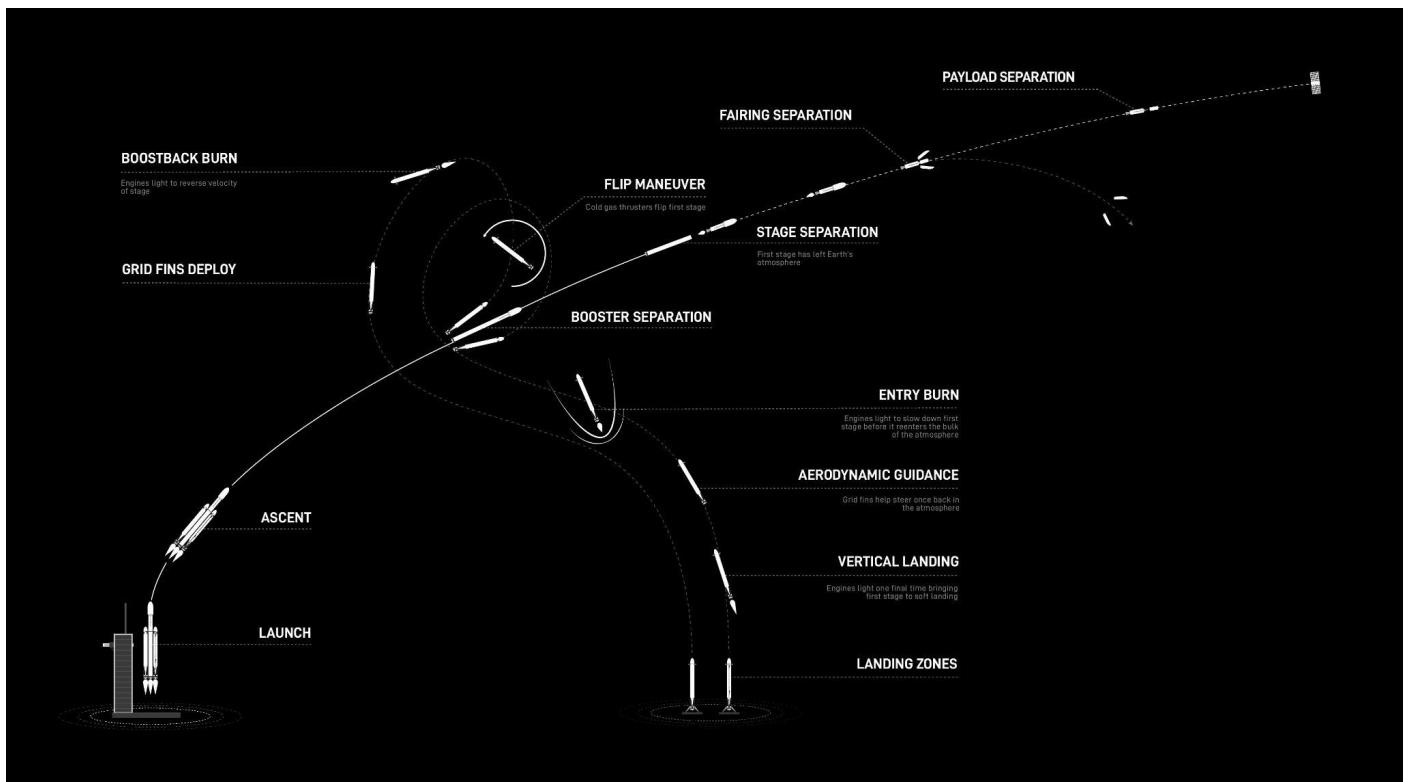 PAYLOAD SEPARATION
FAIRING SEPARATION
BOOSTBACK BURN
Engines light to reverse velocity
of stage
FLIP MANEUVER
Cold gas thrusters flip first stage
STAGE SEPARATION
First stage has left Earth's
atmosphere
GRID FINS DEPLOY
BOOSTER SEPARATION
ENTRY BURN
Engines light to slow down first
stage before it reenters the bulk
of the atmosphere
AERODYNAMIC GUIDANCE
Grid fins help steer once back in
the atmosphere
ASCENT
VERTICAL LANDING
Engines light one final time bringing
first stage to soft landing
LAUNCH
LANDING ZONES